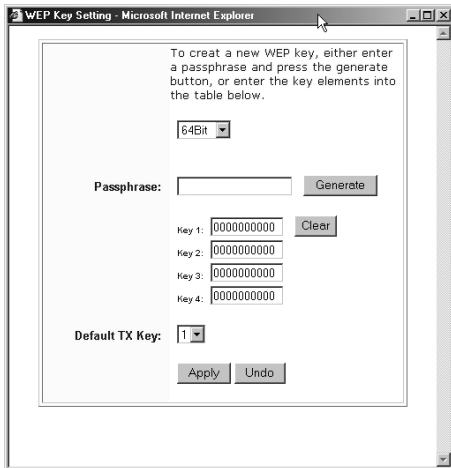 WEP Key Setting - Microsoft Internet Explorer
To creat a new WEP key, either enter
a passphrase and press the generate
button, or enter the key elements into
the table below.
64Bit
Passphrase: Generate
Key 1: 0000000000 Clear
Key 2: 0000000000
Key 3: 0000000000
Key 4: 0000000000
Default TX Key: 1
Apply Undo